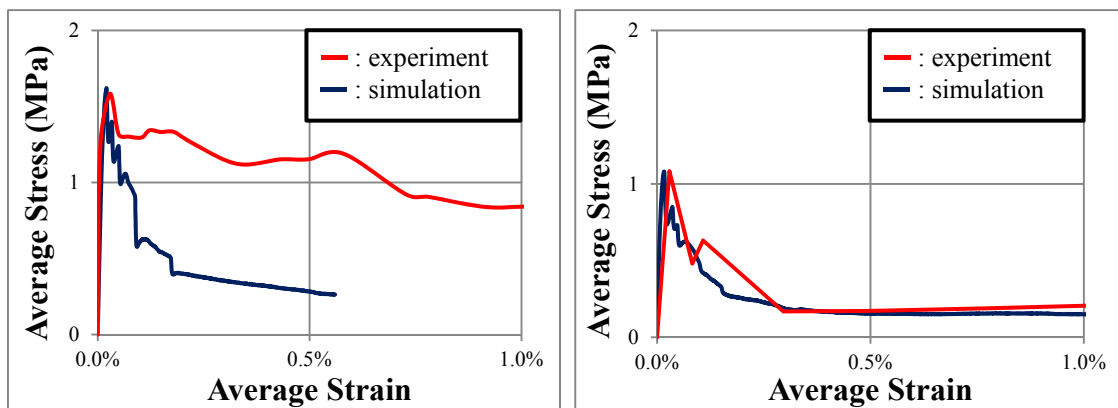 Average Stress (MPa)
2
1
0
: experiment
: simulation
0.0%
0.5%
1.0%
Average Strain
Average Stress (MPa)
2
1
0
: experiment
: simulation
0.0%
0.5%
1.0%
Average Strain